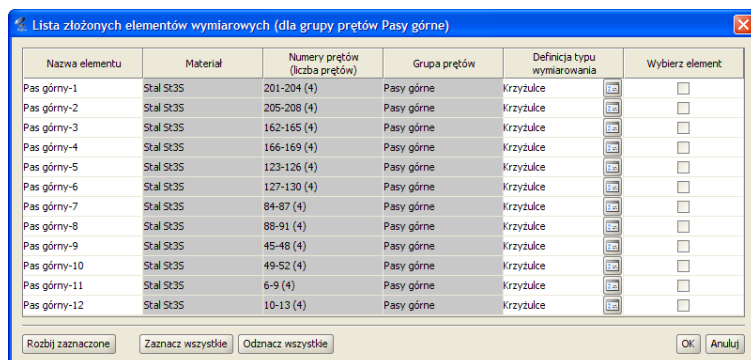 Lista złożonych elementów wymiarowych (dla grupy prętów Pasy górne)
Nazwa elementu Materiał Numery prętów (liczba prętów) Grupa prętów Definicja typu wymiarowania Wybierz element
Pas górny-1 Stal St3S 201-204 (4) Pasy górne Krzyżulce
Pas górny-2 Stal St3S 205-208 (4) Pasy górne Krzyżulce
Pas górny-3 Stal St3S 162-165 (4) Pasy górne Krzyżulce
Pas górny-4 Stal St3S 166-169 (4) Pasy górne Krzyżulce
Pas górny-5 Stal St3S 123-126 (4) Pasy górne Krzyżulce
Pas górny-6 Stal St3S 127-130 (4) Pasy górne Krzyżulce
Pas górny-7 Stal St3S 84-87 (4) Pasy górne Krzyżulce
Pas górny-8 Stal St3S 88-91 (4) Pasy górne Krzyżulce
Pas górny-9 Stal St3S 45-48 (4) Pasy górne Krzyżulce
Pas górny-10 Stal St3S 49-52 (4) Pasy górne Krzyżulce
Pas górny-11 Stal St3S 6-9 (4) Pasy górne Krzyżulce
Pas górny-12 Stal St3S 10-13 (4) Pasy górne Krzyżulce
Rozbij zaznaczone Zaznacz wszystkie Odznacz wszystkie OK Anuluj